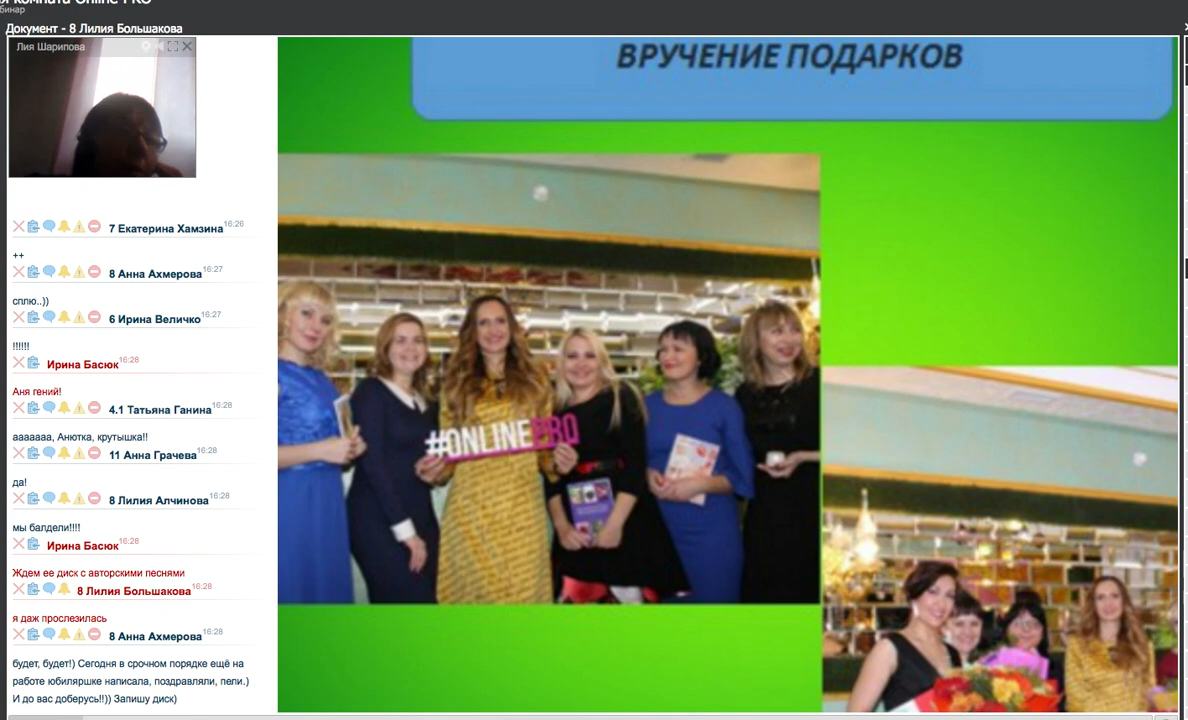 я комната Online PRO
бинар
Документ - 8 Лилия Большакова
Лия Шарипова
ВРУЧЕНИЕ ПОДАРКОВ
#ONLINEPRO
7 Екатерина Хамзина 16:26
++
8 Анна Ахмерова 16:27
сплю..))
6 Ирина Величко 16:27
!!!!!!
Ирина Басюк 16:28
Аня гений!
4.1 Татьяна Ганина 16:28
ааааааа, Анютка, крутышка!!
11 Анна Грачева 16:28
да!
8 Лилия Алчинова 16:28
мы балдели!!!!
Ирина Басюк 16:28
Ждем ее диск с авторскими песнями
8 Лилия Большакова 16:28
я даж прослезилась
8 Анна Ахмерова 16:28
будет, будет!) Сегодня в срочном порядке ещё на
работе юбиляршке написала, поздравляли, пели.)
И до вас доберусь!!)) Запишу диск)